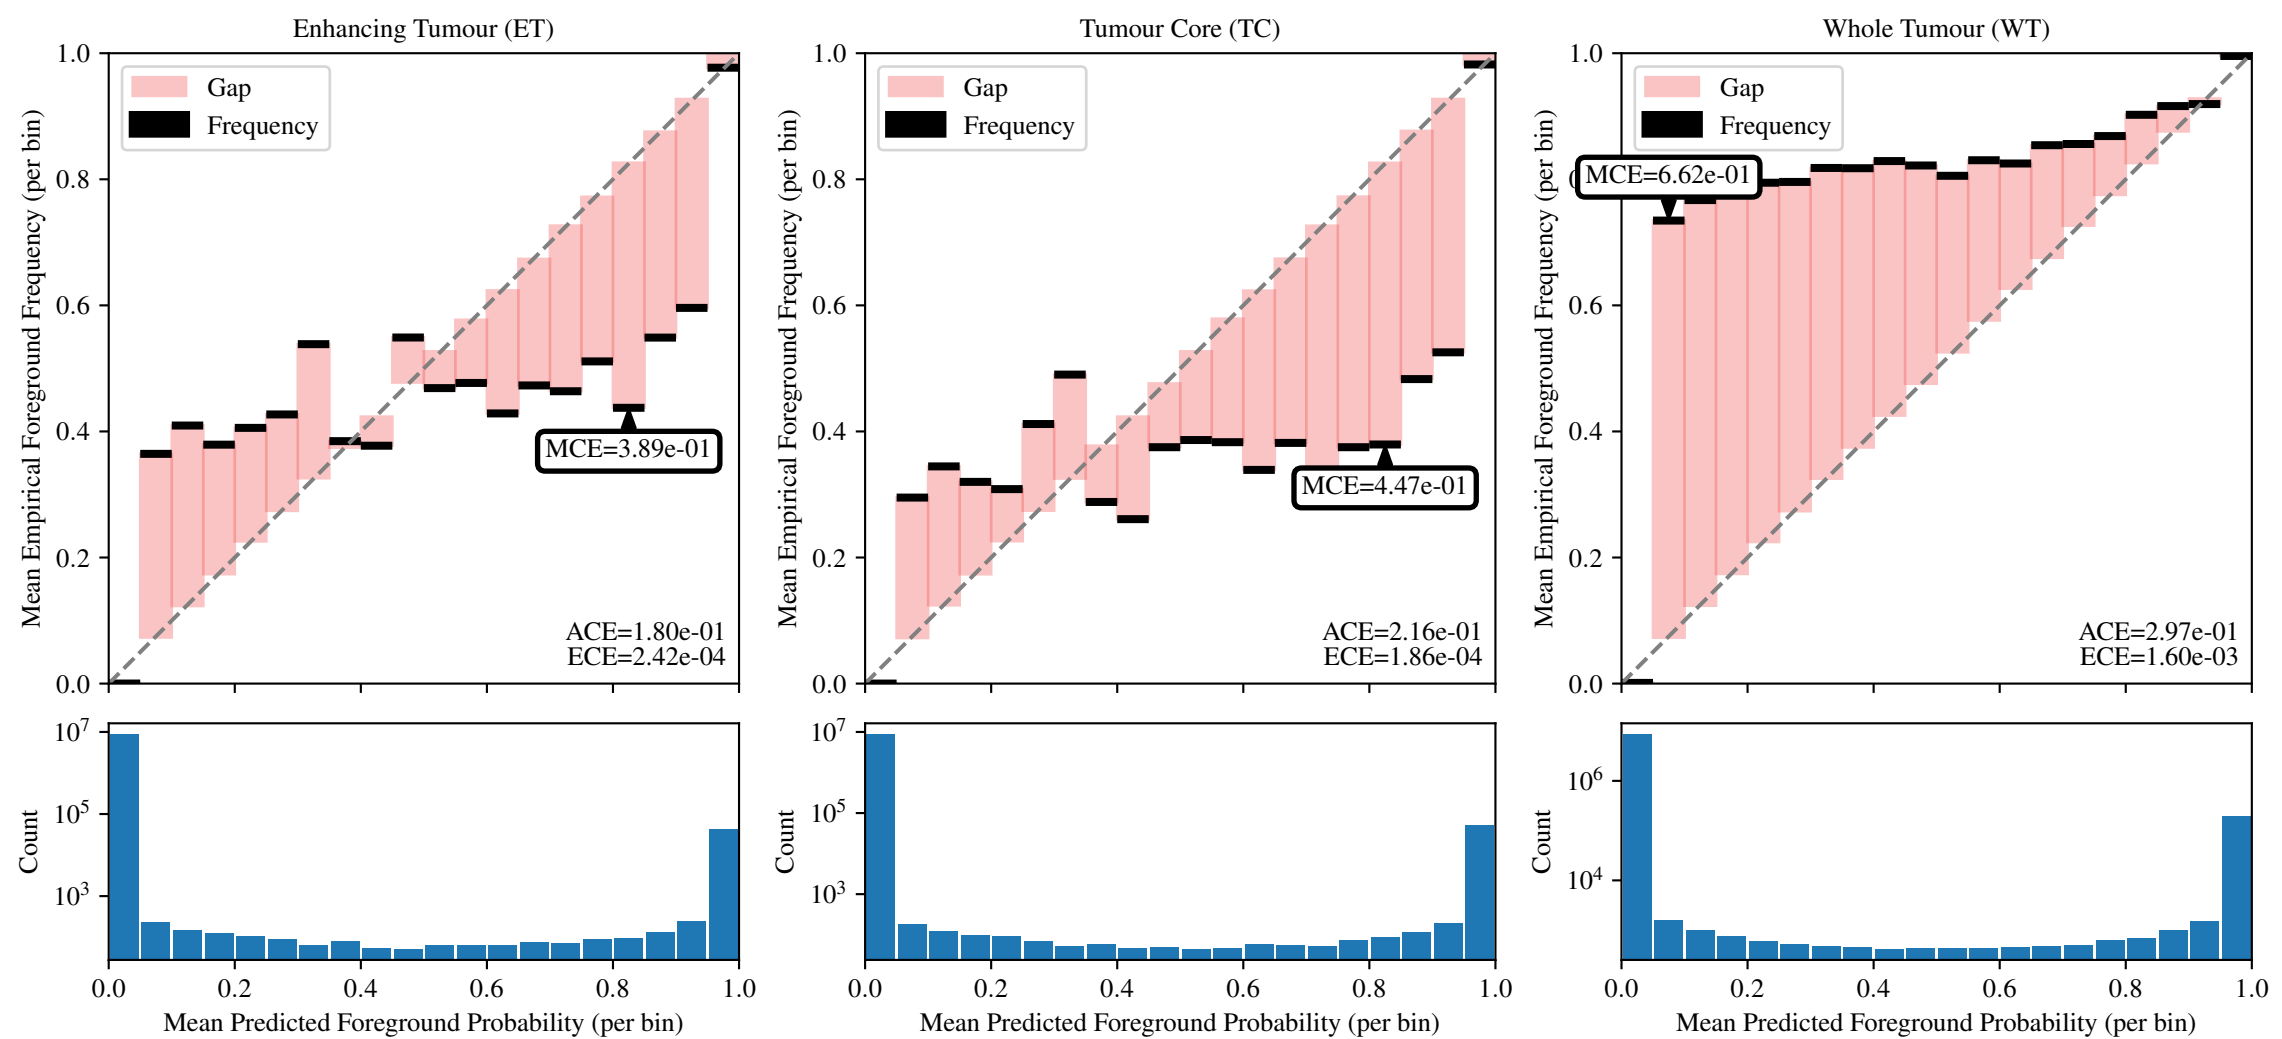 Enhancing Tumour (ET)
Mean Empirical Foreground Frequency (per bin)
1.0
0.8
0.6
0.4
0.2
0.0
Gap
Frequency
MCE=3.89e-01
ACE=1.80e-01
ECE=2.42e-04
Count
10^7
10^5
10^3
0.0 0.2 0.4 0.6 0.8 1.0
Mean Predicted Foreground Probability (per bin)
Tumour Core (TC)
Mean Empirical Foreground Frequency (per bin)
1.0
0.8
0.6
0.4
0.2
0.0
Gap
Frequency
MCE=4.47e-01
ACE=2.16e-01
ECE=1.86e-04
Count
10^7
10^5
10^3
0.0 0.2 0.4 0.6 0.8 1.0
Mean Predicted Foreground Probability (per bin)
Whole Tumour (WT)
Mean Empirical Foreground Frequency (per bin)
1.0
0.6
0.4
0.2
0.0
Gap
Frequency
MCE=6.62e-01
ACE=2.97e-01
ECE=1.60e-03
Count
10^6
10^4
0.0 0.2 0.4 0.6 0.8 1.0
Mean Predicted Foreground Probability (per bin)